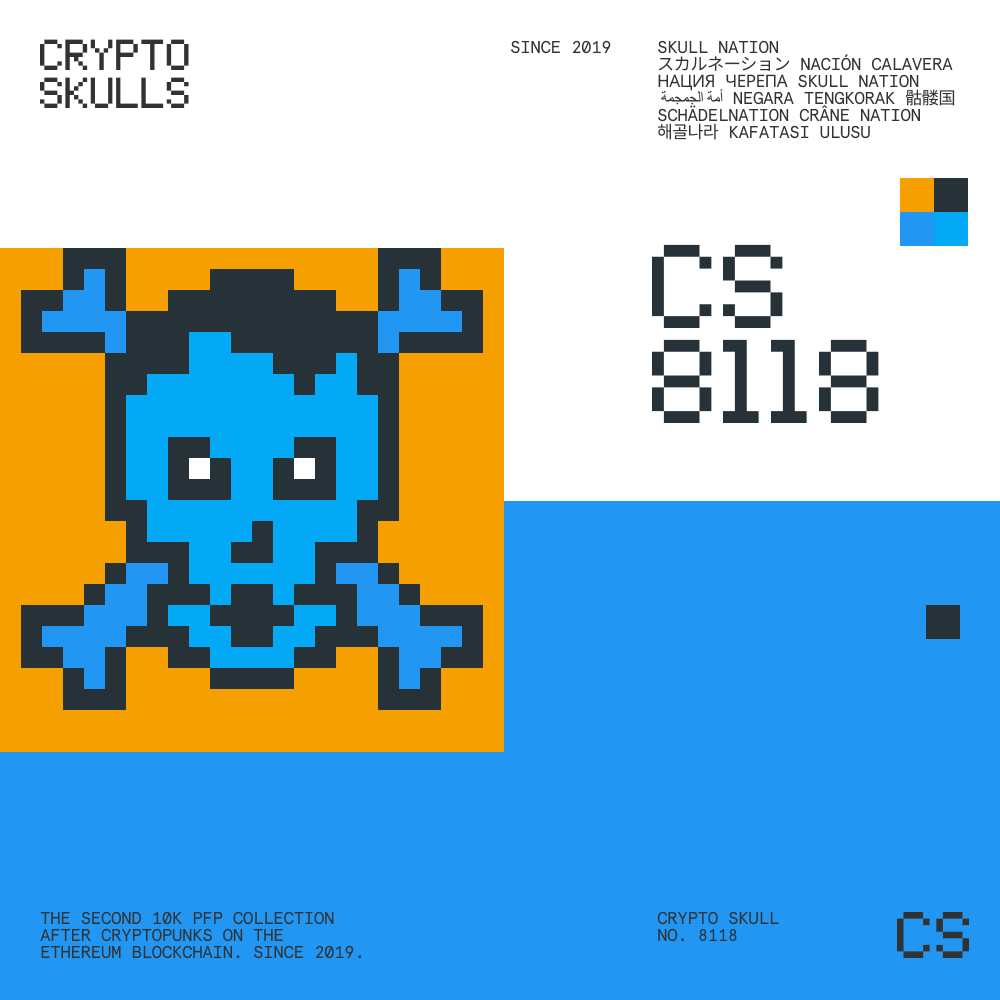 CRYPTO
SKULLS
SINCE 2019
SKULL NATION
スカルネーション NACIÓN CALAVERA
НАЦИЯ ЧЕРЕПА SKULL NATION
أمة الجمجمة NEGARA TENGKORAK 骷髅国
SCHÄDELNATION CRÂNE NATION
해골나라 KAFATASI ULUSU
CS
8118
THE SECOND 10K PFP COLLECTION
AFTER CRYPTOPUNKS ON THE
ETHEREUM BLOCKCHAIN. SINCE 2019.
CRYPTO SKULL
NO. 8118
CS